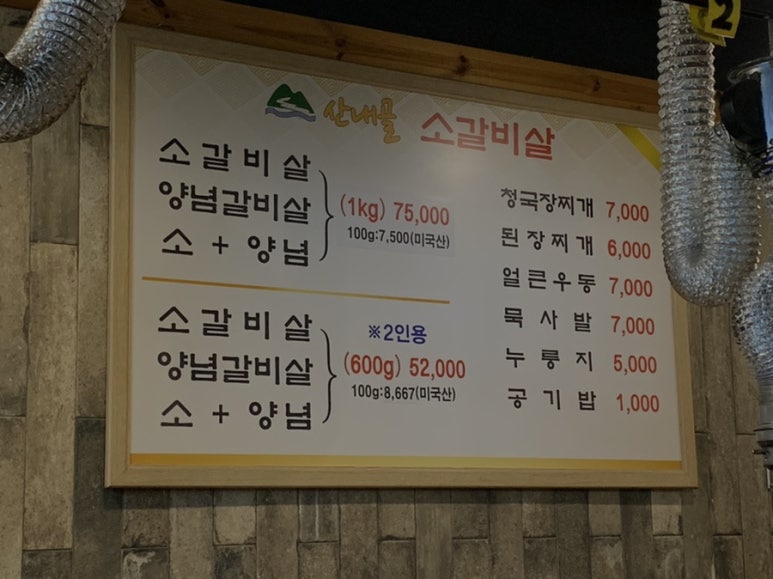 산내물 소갈비살
소갈비살
양념갈비살
소 + 양념
(1kg) 75,000
100g:7,500(미국산)
소갈비살
양념갈비살
소 + 양념
※2인용
(600g) 52,000
100g:8,667(미국산)
청국장찌개 7,000
된장찌개 6,000
얼큰우동 7,000
묵사발 7,000
누룽지 5,000
공기밥 1,000
2